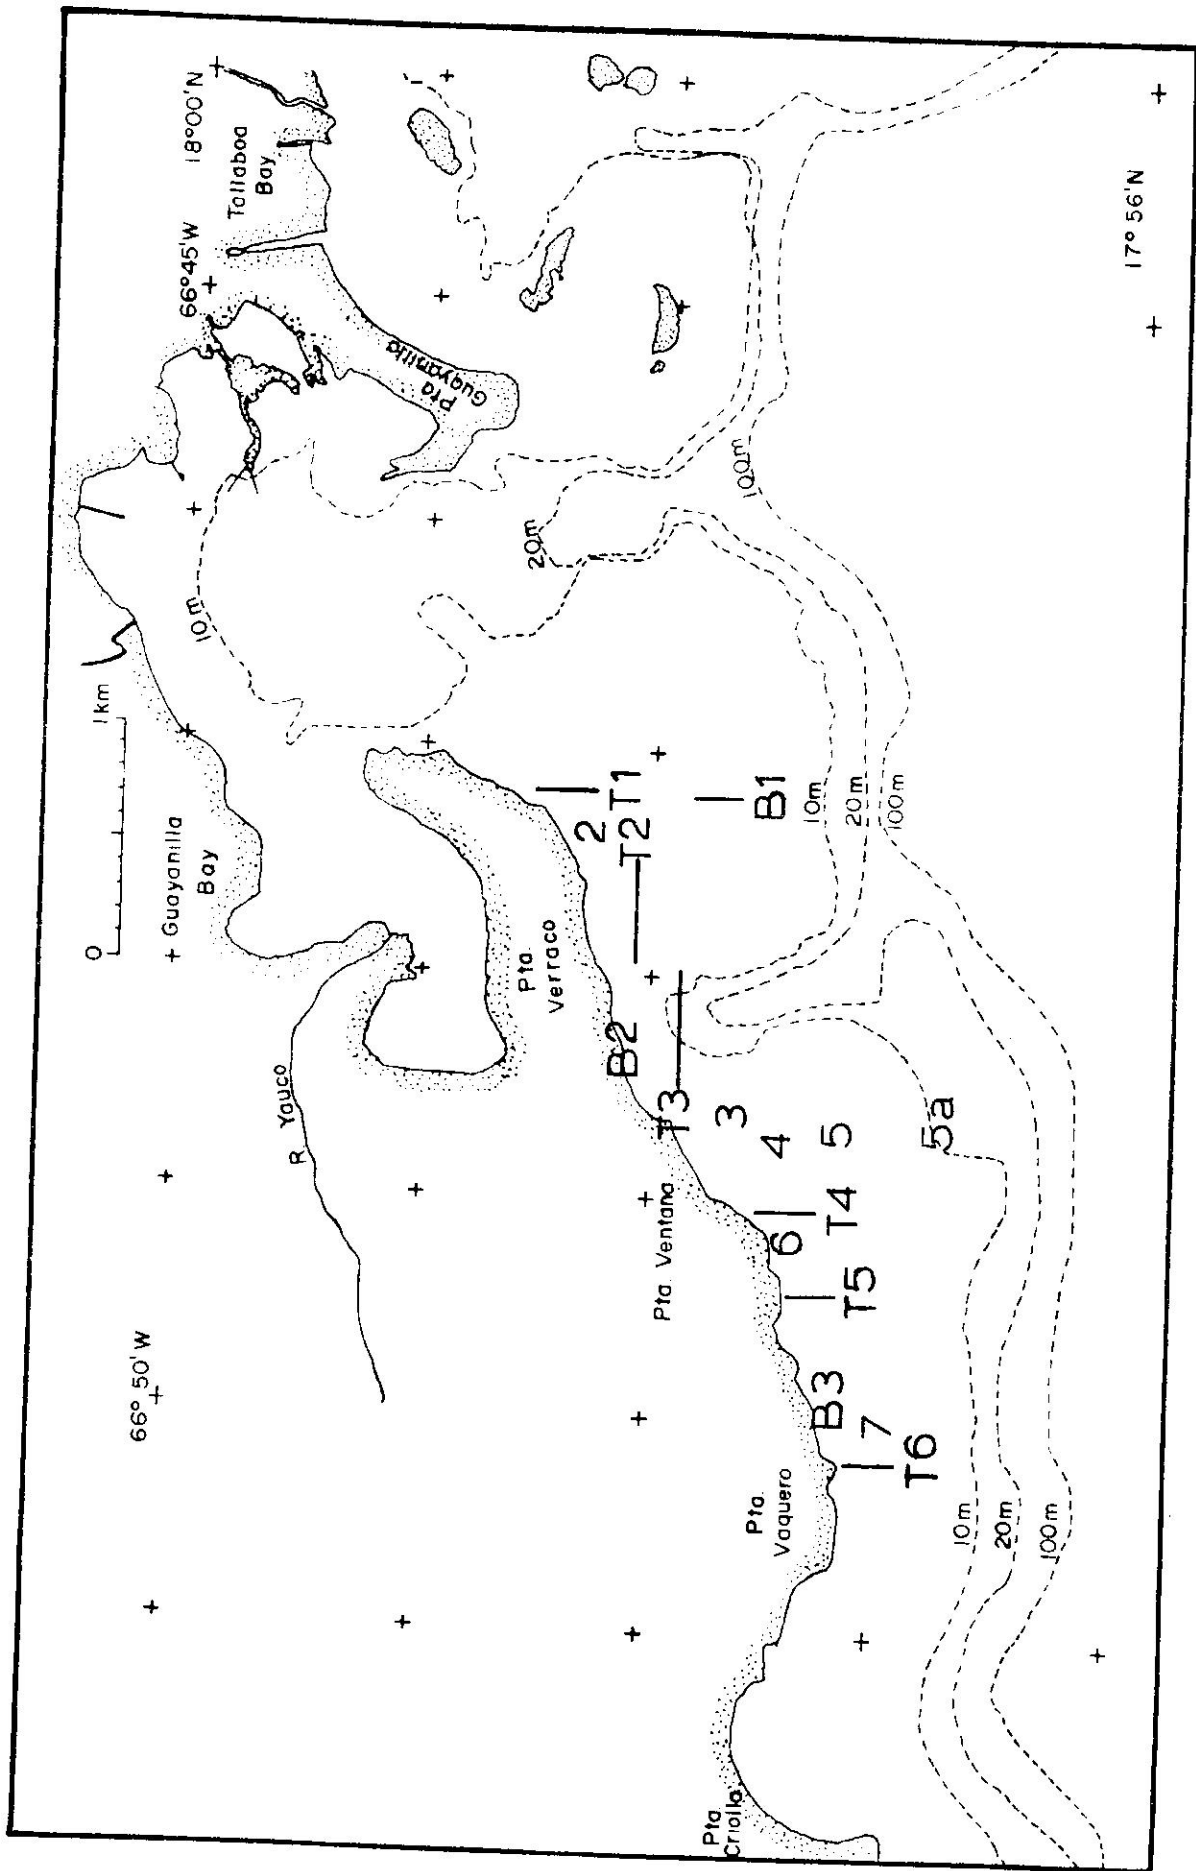 18°00'N
Tallaboa
Bay
66°45'W
17° 56'N
Pta
Guayanilla
100m
20m
10m
1km
0
Guayanilla
Bay
T1
2
T2
B1
10m
20m
100m
Pta.
Verraco
B2
R. Yauco
T3
3
4
5
5a
Pta. Ventana
6
T4
T5
66° 50' W
B3
7
T6
Pta.
Vaquero
10m
20m
100m
Pta
Criolla